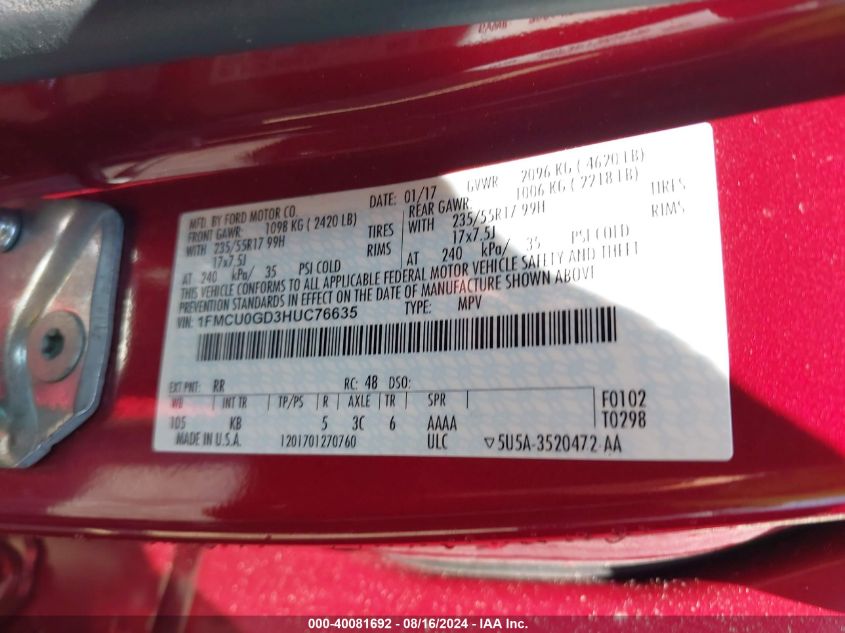 MFD. BY FORD MOTOR CO.
DATE: 01/17 GVWR 2096 KG ( 4620 LB)
FRONT GAWR: 1098 KG ( 2420 LB)
REAR GAWR: 1006 KG ( 2218 LB)
WITH 235/55R17 99H TIRES
WITH 235/55R17 99H TIRES
17x7.5J RIMS
17x7.5J RIMS
AT 240 kPa/ 35 PSI COLD
AT 240 kPa/ 35 PSI COLD
THIS VEHICLE CONFORMS TO ALL APPLICABLE FEDERAL MOTOR VEHICLE SAFETY AND THEFT
PREVENTION STANDARDS IN EFFECT ON THE DATE OF MANUFACTURE SHOWN ABOVE
VIN: 1FMCU0GD3HUC76635 TYPE: MPV
EXT PNT: RR RC: 48 DSO:
WB INT TR TP/PS R AXLE TR SPR F0102
105 KB 5 3C 6 AAAA T0298
MADE IN U.S.A. 1201701270760 ULC ▽5U5A-3520472-AA
000-40081692 - 08/16/2024 - IAA Inc.